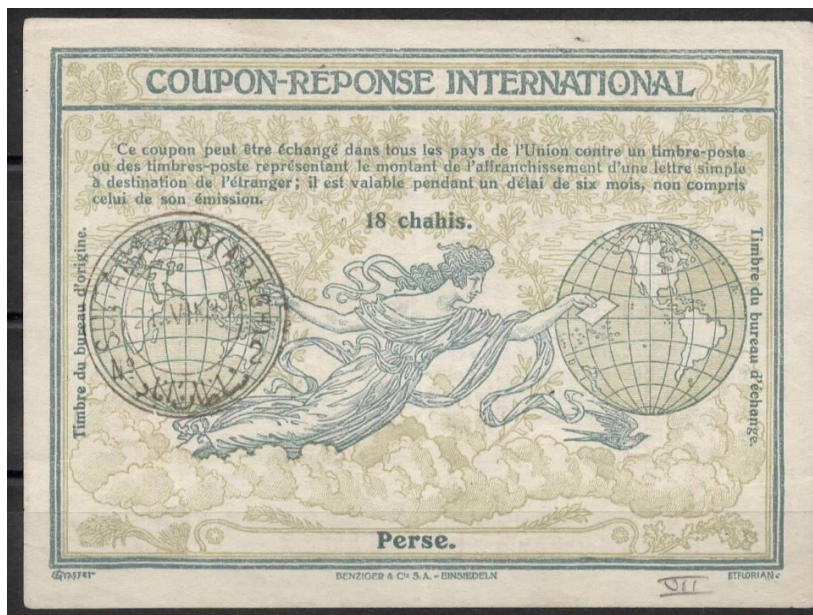 COUPON-RÉPONSE INTERNATIONAL
Ce coupon peut être échangé dans tous les pays de l'Union contre un timbre-poste
ou des timbres-poste représentant le montant de l'affranchissement d'une lettre simple
à destination de l'étranger; il est valable pendant un délai de six mois, non compris
celui de son émission.
18 chahis.
Timbre du bureau d'origine.
Timbre du bureau d'échange.
Perse.
BENZIGER & Cie S.A. - EINSIEDELN
E.FLORIAN
VII